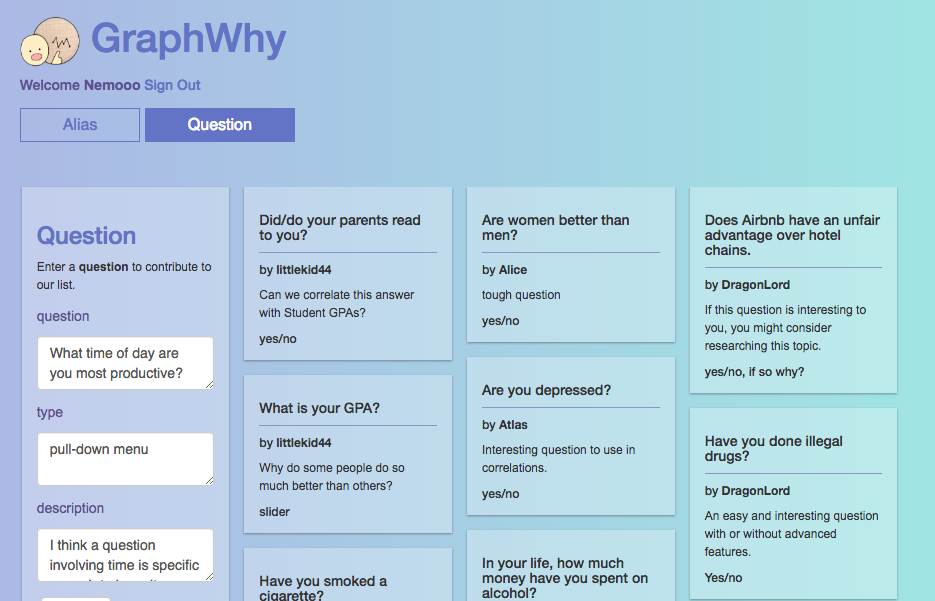 GraphWhy
Welcome Nemooo Sign Out
Alias
Question
Question
Enter a question to contribute to
our list.
question
What time of day are
you most productive?
type
pull-down menu
description
I think a question
involving time is specific
Did/do your parents read
to you?
by littlekid44
Can we correlate this answer
with Student GPAs?
yes/no
What is your GPA?
by littlekid44
Why do some people do so
much better than others?
slider
Have you smoked a
cigarette?
Are women better than
men?
by Alice
tough question
yes/no
Are you depressed?
by Atlas
Interesting question to use in
correlations.
yes/no
In your life, how much
money have you spent on
alcohol?
Does Airbnb have an unfair
advantage over hotel
chains.
by DragonLord
If this question is interesting to
you, you might consider
researching this topic.
yes/no, if so why?
Have you done illegal
drugs?
by DragonLord
An easy and interesting question
with or without advanced
features.
Yes/no